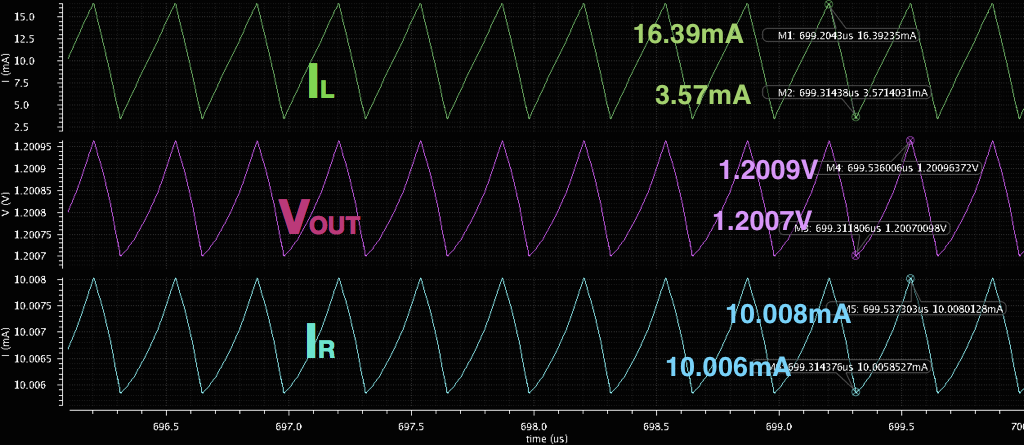 15.0
12.5
10.0
7.5
5.0
2.5
I (mA)
IL
16.39mA
M1: 699.2043us 16.39235mA
3.57mA
M2: 699.31438us 3.5714031mA
1.20095
1.2009
1.20085
1.2008
1.20075
1.2007
V (V)
VOUT
1.2009V
M4: 699.536006us 1.20096372V
1.2007V
M3: 699.311806us 1.20070098V
10.008
10.0075
10.007
10.0065
10.006
I (mA)
IR
10.008mA
M5: 699.537303us 10.0080128mA
10.006mA
699.314376us 10.0058527mA
696.5 697.0 697.5 698.0 698.5 699.0 699.5 70
time (us)